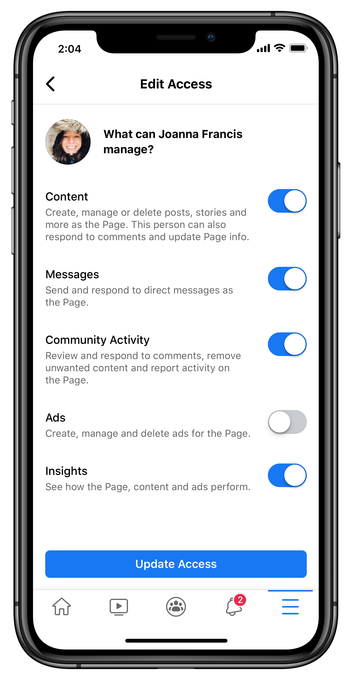 2:04
Edit Access
What can Joanna Francis
manage?
Content
Create, manage or delete posts, stories and
more as the Page. This person can also
respond to comments and update Page info.
Messages
Send and respond to direct messages as
the Page.
Community Activity
Review and respond to comments, remove
unwanted content and report activity on
the Page.
Ads
Create, manage and delete ads for the Page.
Insights
See how the Page, content and ads perform.
Update Access
2